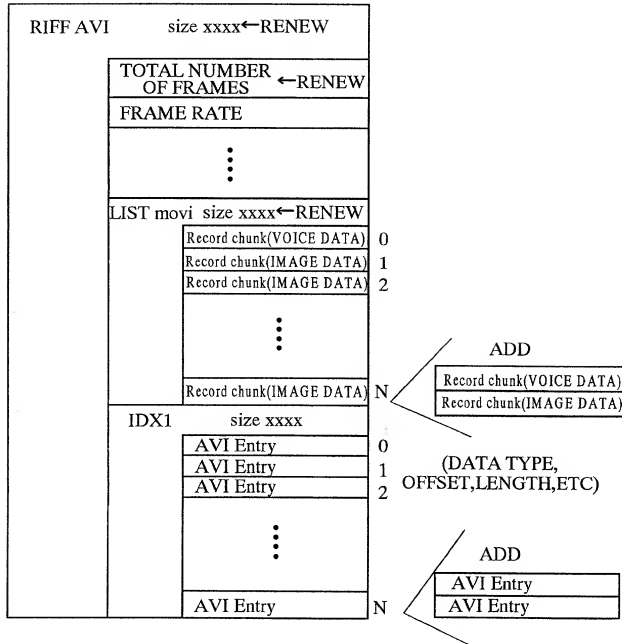 RIFF AVI size xxxx←RENEW
TOTAL NUMBER
OF FRAMES ←RENEW
FRAME RATE
LIST movi size xxxx←RENEW
Record chunk(VOICE DATA) 0
Record chunk(IMAGE DATA) 1
Record chunk(IMAGE DATA) 2
Record chunk(IMAGE DATA) N
ADD
Record chunk(VOICE DATA)
Record chunk(IMAGE DATA)
IDX1 size xxxx
AVI Entry 0
AVI Entry 1
AVI Entry 2
(DATA TYPE,
OFFSET,LENGTH,ETC)
AVI Entry N
ADD
AVI Entry
AVI Entry